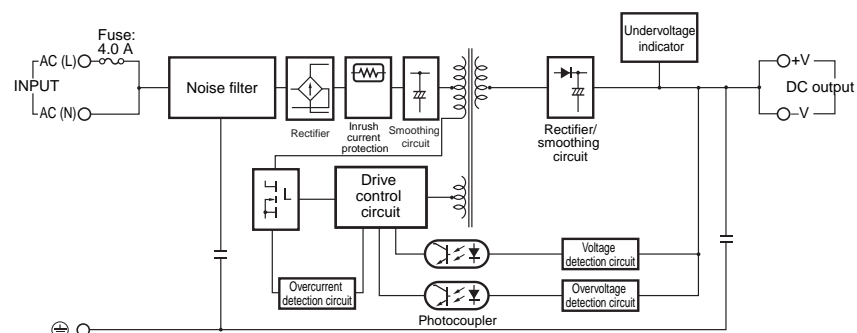 Fuse:
4.0 A
AC (L)
INPUT
AC (N)
Noise filter
Rectifier
Inrush
current
protection
Smoothing
circuit
Rectifier/
smoothing
circuit
Undervoltage
indicator
+V
DC output
−V
Drive
control
circuit
Overcurrent
detection circuit
Voltage
detection circuit
Overvoltage
detection circuit
Photocoupler